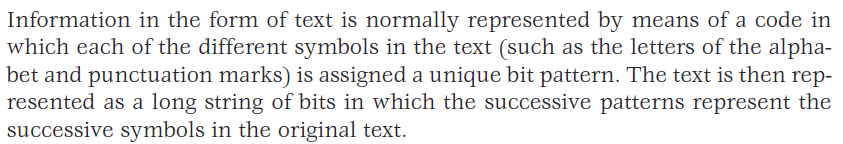 Information in the form of text is normally represented by means of a code in
which each of the different symbols in the text (such as the letters of the alpha-
bet and punctuation marks) is assigned a unique bit pattern. The text is then rep-
resented as a long string of bits in which the successive patterns represent the
successive symbols in the original text.